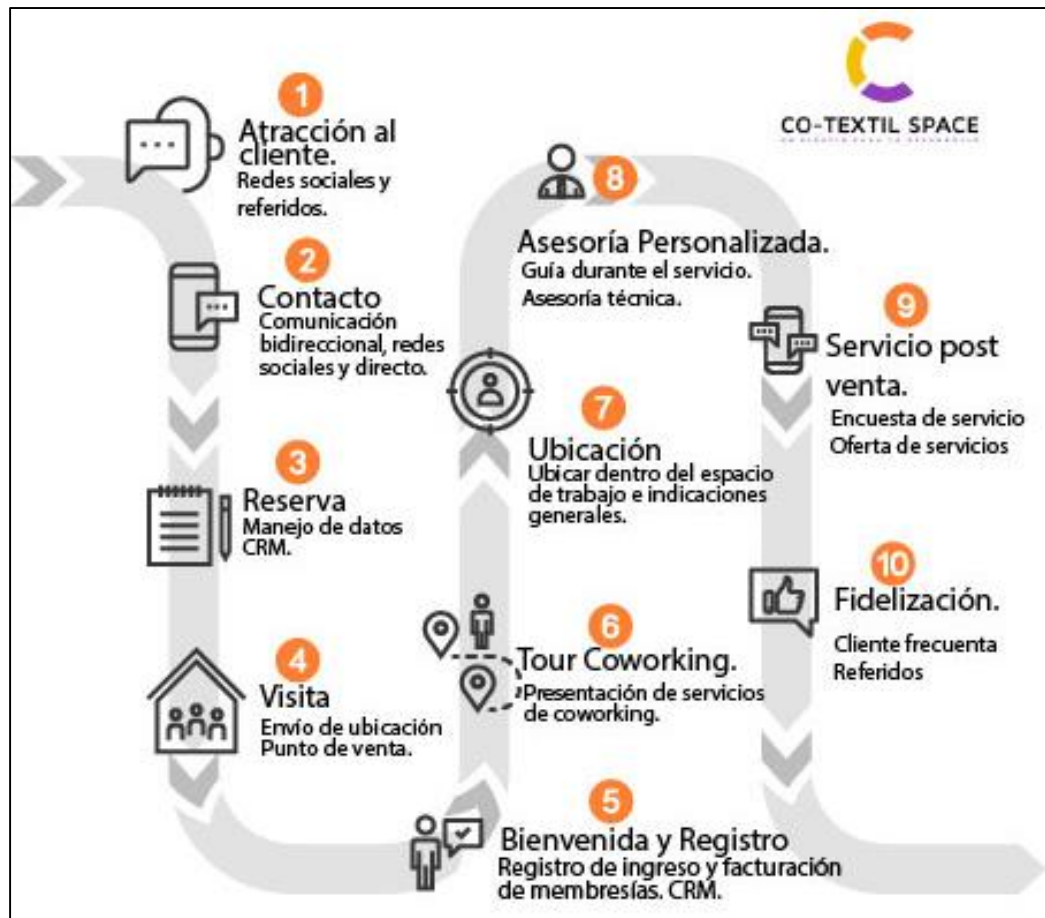 CO-TEXTIL SPACE
1
Atracción al
cliente.
Redes sociales y
referidos.
2
Contacto
Comunicación
bidireccional, redes
sociales y directo.
3
Reserva
Manejo de datos
CRM.
4
Visita
Envío de ubicación
Punto de venta.
5
Bienvenida y Registro
Registro de ingreso y facturación
de membresías. CRM.
6
Tour Coworking.
Presentación de servicios
de coworking.
7
Ubicación
Ubicar dentro del espacio
de trabajo e indicaciones
generales.
8
Asesoría Personalizada.
Guía durante el servicio.
Asesoría técnica.
9
Servicio post
venta.
Encuesta de servicio
Oferta de servicios
10
Fidelización.
Cliente frecuenta
Referidos